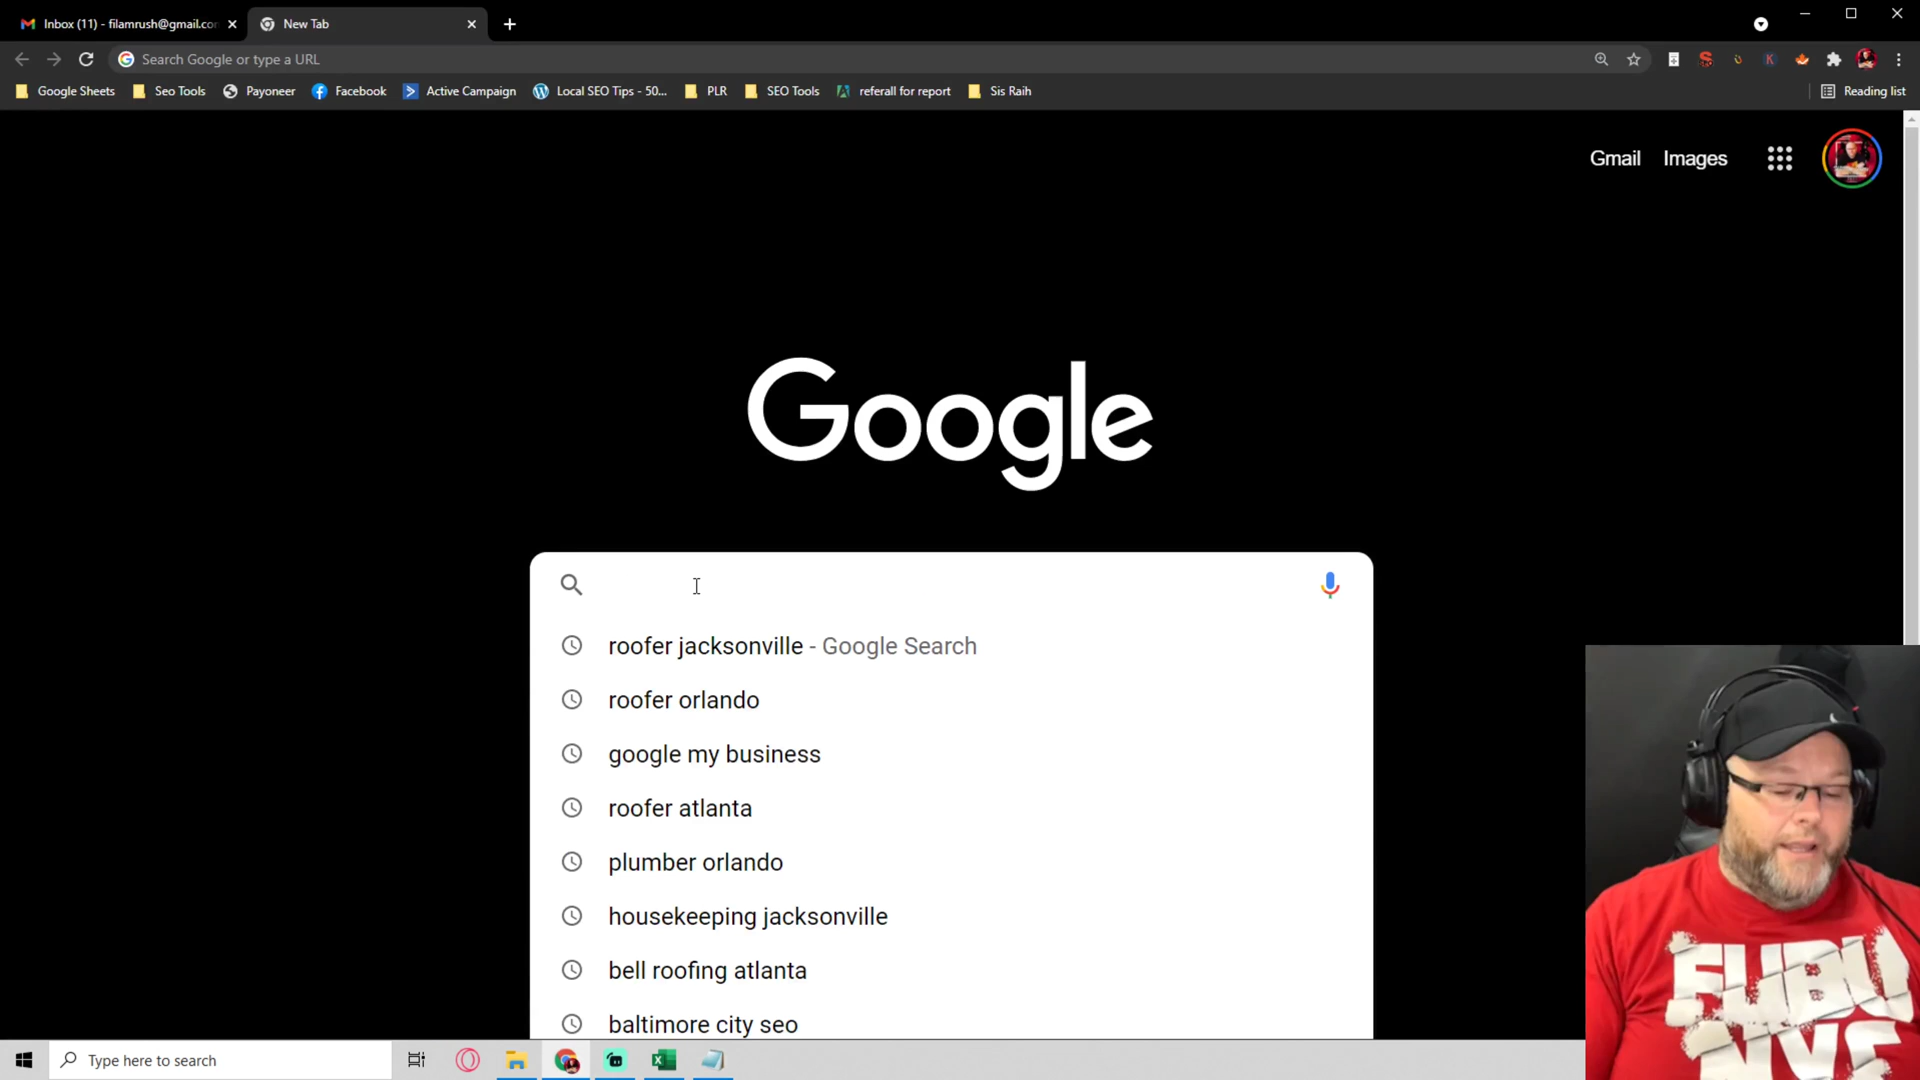 Inbox (11) - filamrush@gmail.co
New Tab
Search Google or type a URL
Google Sheets
Seo Tools
Payoneer
Facebook
Active Campaign
Local SEO Tips - 50...
PLR
SEO Tools
referall for report
Sis Raih
Reading list
Gmail
Images
Google
roofer jacksonville - Google Search
roofer orlando
google my business
roofer atlanta
plumber orlando
housekeeping jacksonville
bell roofing atlanta
baltimore city seo
Type here to search
FUBU
NYC